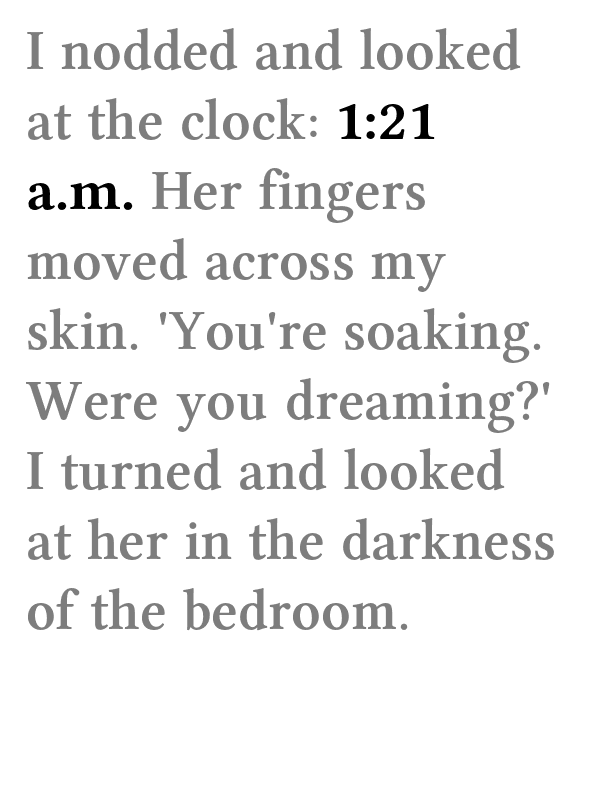 I nodded and looked
at the clock: 1:21
a.m. Her fingers
moved across my
skin. 'You're soaking.
Were you dreaming?'
I turned and looked
at her in the darkness
of the bedroom.